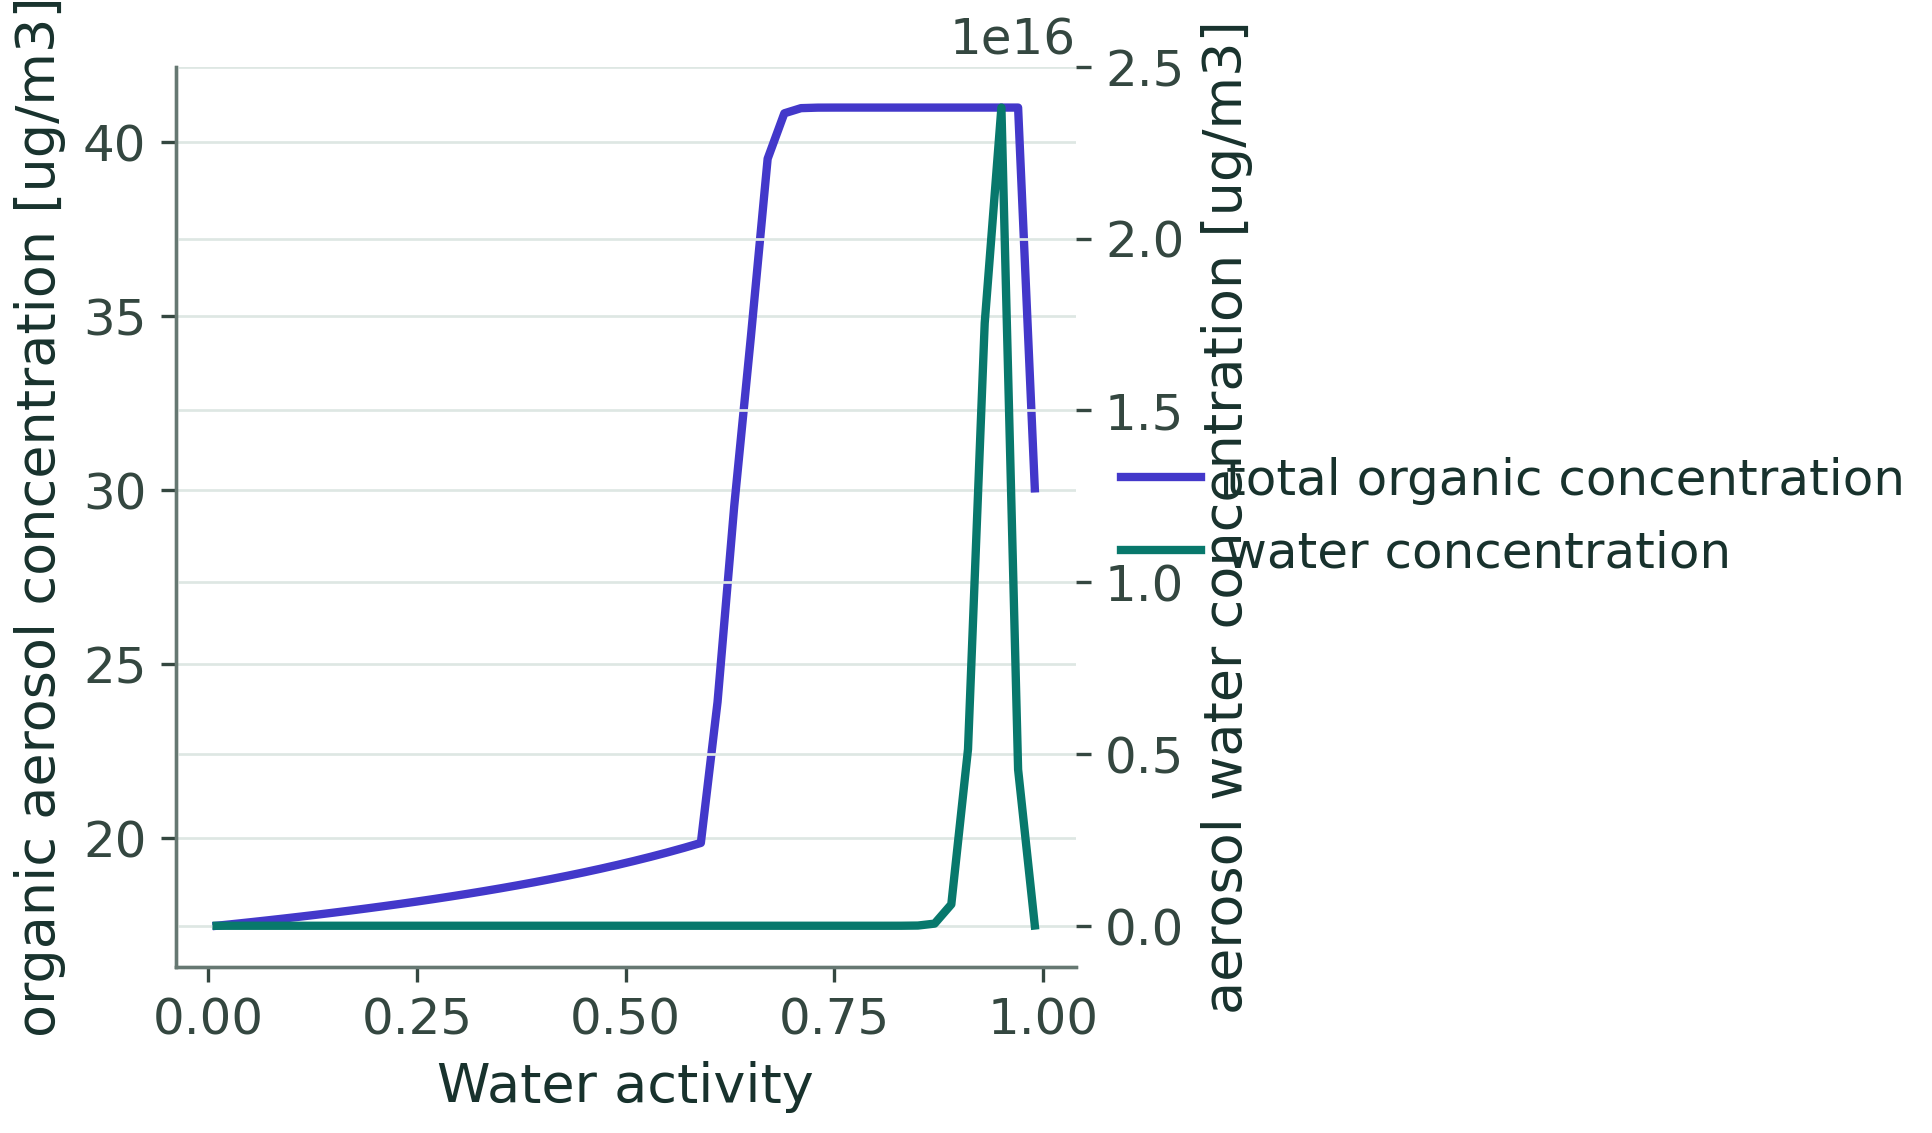 1e16
organic aerosol concentration [ug/m3]
40
35
30
25
20
2.5
2.0
1.5
1.0
0.5
0.0
aerosol water concentration [ug/m3]
total organic concentration
water concentration
0.00 0.25 0.50 0.75 1.00
Water activity